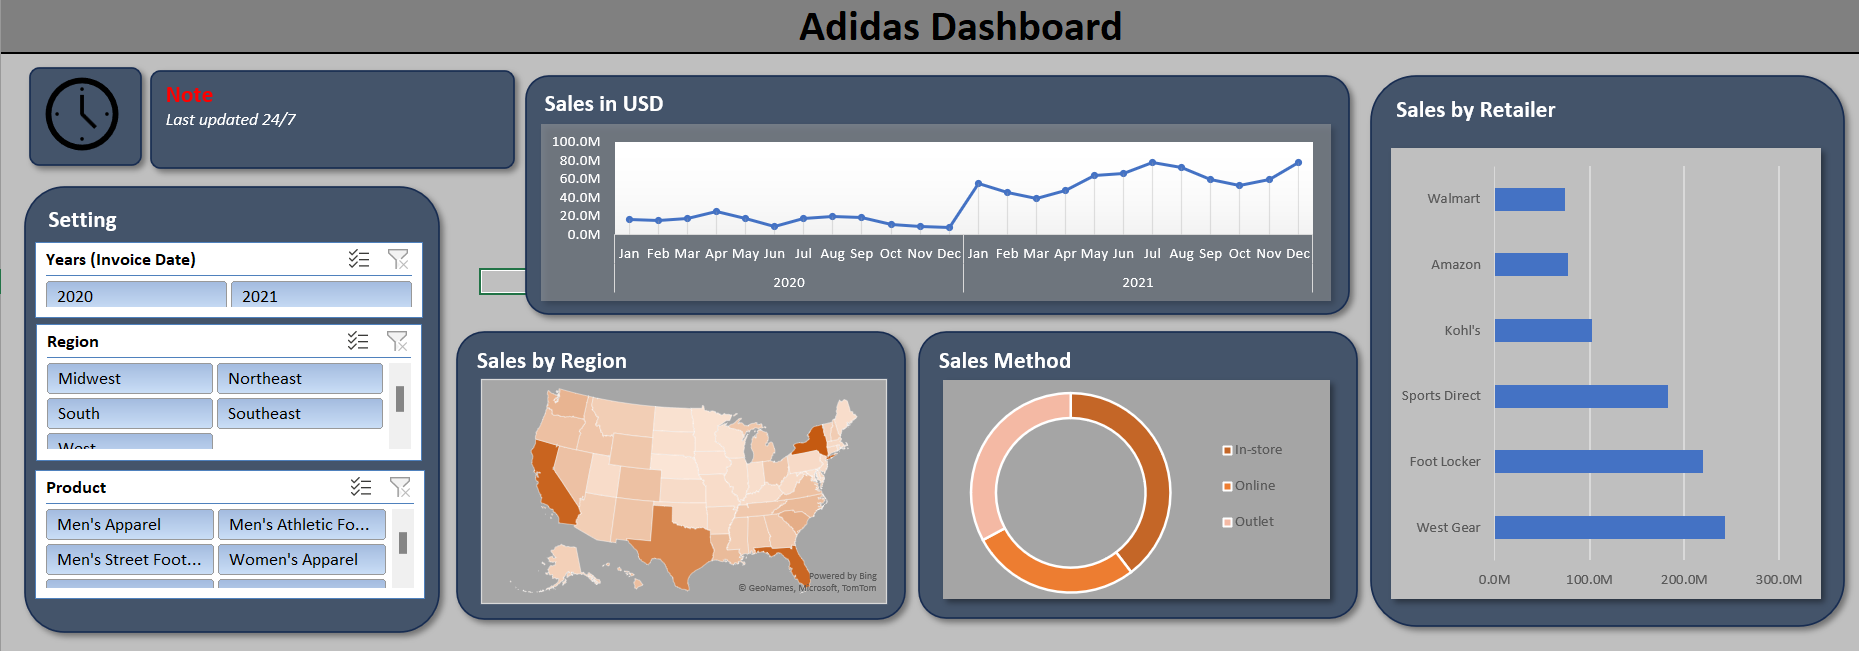 Adidas Dashboard
Note
Last updated 24/7
Setting
Years (Invoice Date)
2020 2021
Region
Midwest Northeast
South Southeast
West
Product
Men's Apparel Men's Athletic Fo...
Men's Street Foot... Women's Apparel
Sales in USD
100.0M
80.0M
60.0M
40.0M
20.0M
0.0M
Jan Feb Mar Apr May Jun Jul Aug Sep Oct Nov Dec Jan Feb Mar Apr May Jun Jul Aug Sep Oct Nov Dec
2020 2021
Sales by Region
Powered by Bing
© GeoNames, Microsoft, TomTom
Sales Method
In-store
Online
Outlet
Sales by Retailer
Walmart
Amazon
Kohl's
Sports Direct
Foot Locker
West Gear
0.0M 100.0M 200.0M 300.0M